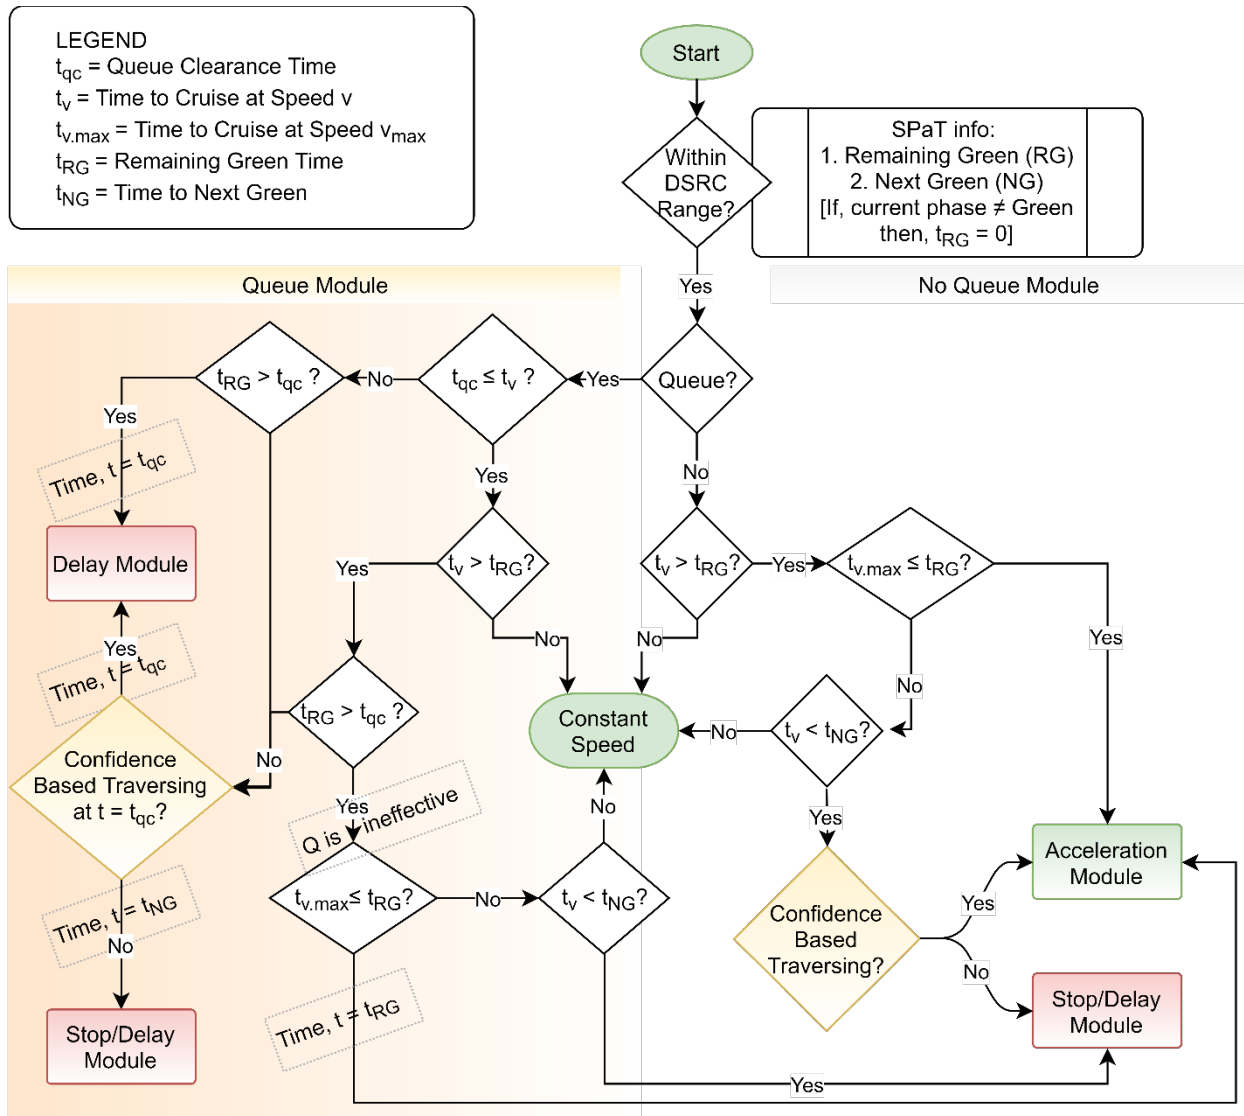 LEGEND
tqc = Queue Clearance Time
tv = Time to Cruise at Speed v
tv.max = Time to Cruise at Speed vmax
tRG = Remaining Green Time
tNG = Time to Next Green
Start
Within
DSRC
Range?
SPaT info:
1. Remaining Green (RG)
2. Next Green (NG)
[If, current phase ≠ Green
then, tRG = 0]
Yes
Queue Module
No Queue Module
tRG > tqc ?
No
tqc ≤ tv ?
Yes
Queue?
Yes
Time, t = tqc
Yes
No
Delay Module
Yes
tv > tRG?
No
tv > tRG?
Yes
tv.max ≤ tRG?
Yes
No
No
Yes
Time, t = tqc
tRG > tqc ?
Constant
Speed
No
tv < tNG?
Confidence
Based Traversing
at t = tqc?
No
Yes
Q is ineffective
No
Yes
Acceleration
Module
tv.max≤ tRG?
No
tv < tNG?
Confidence
Based
Traversing?
Yes
No
Time, t = tNG
No
Time, t = tRG
Stop/Delay
Module
Stop/Delay
Module
Yes